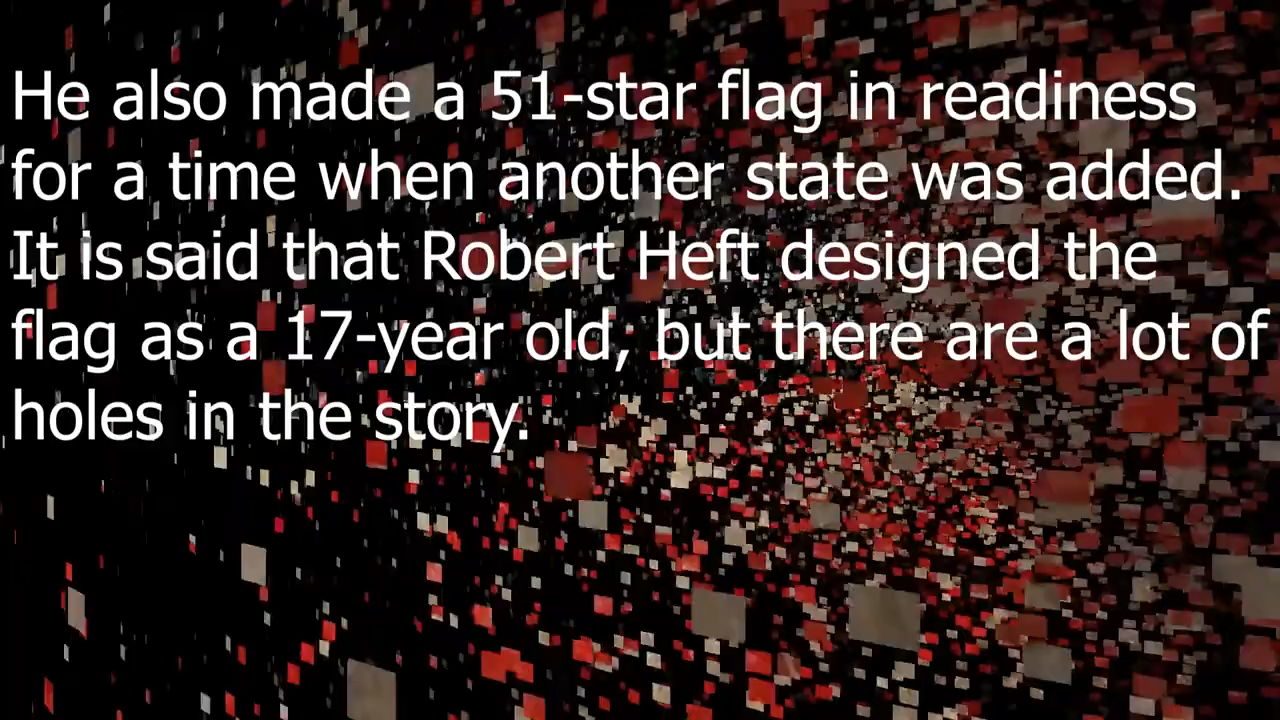 He also made a 51-star flag in readiness
for a time when another state was added.
It is said that Robert Heft designed the
flag as a 17-year old, but there are a lot of
holes in the story.